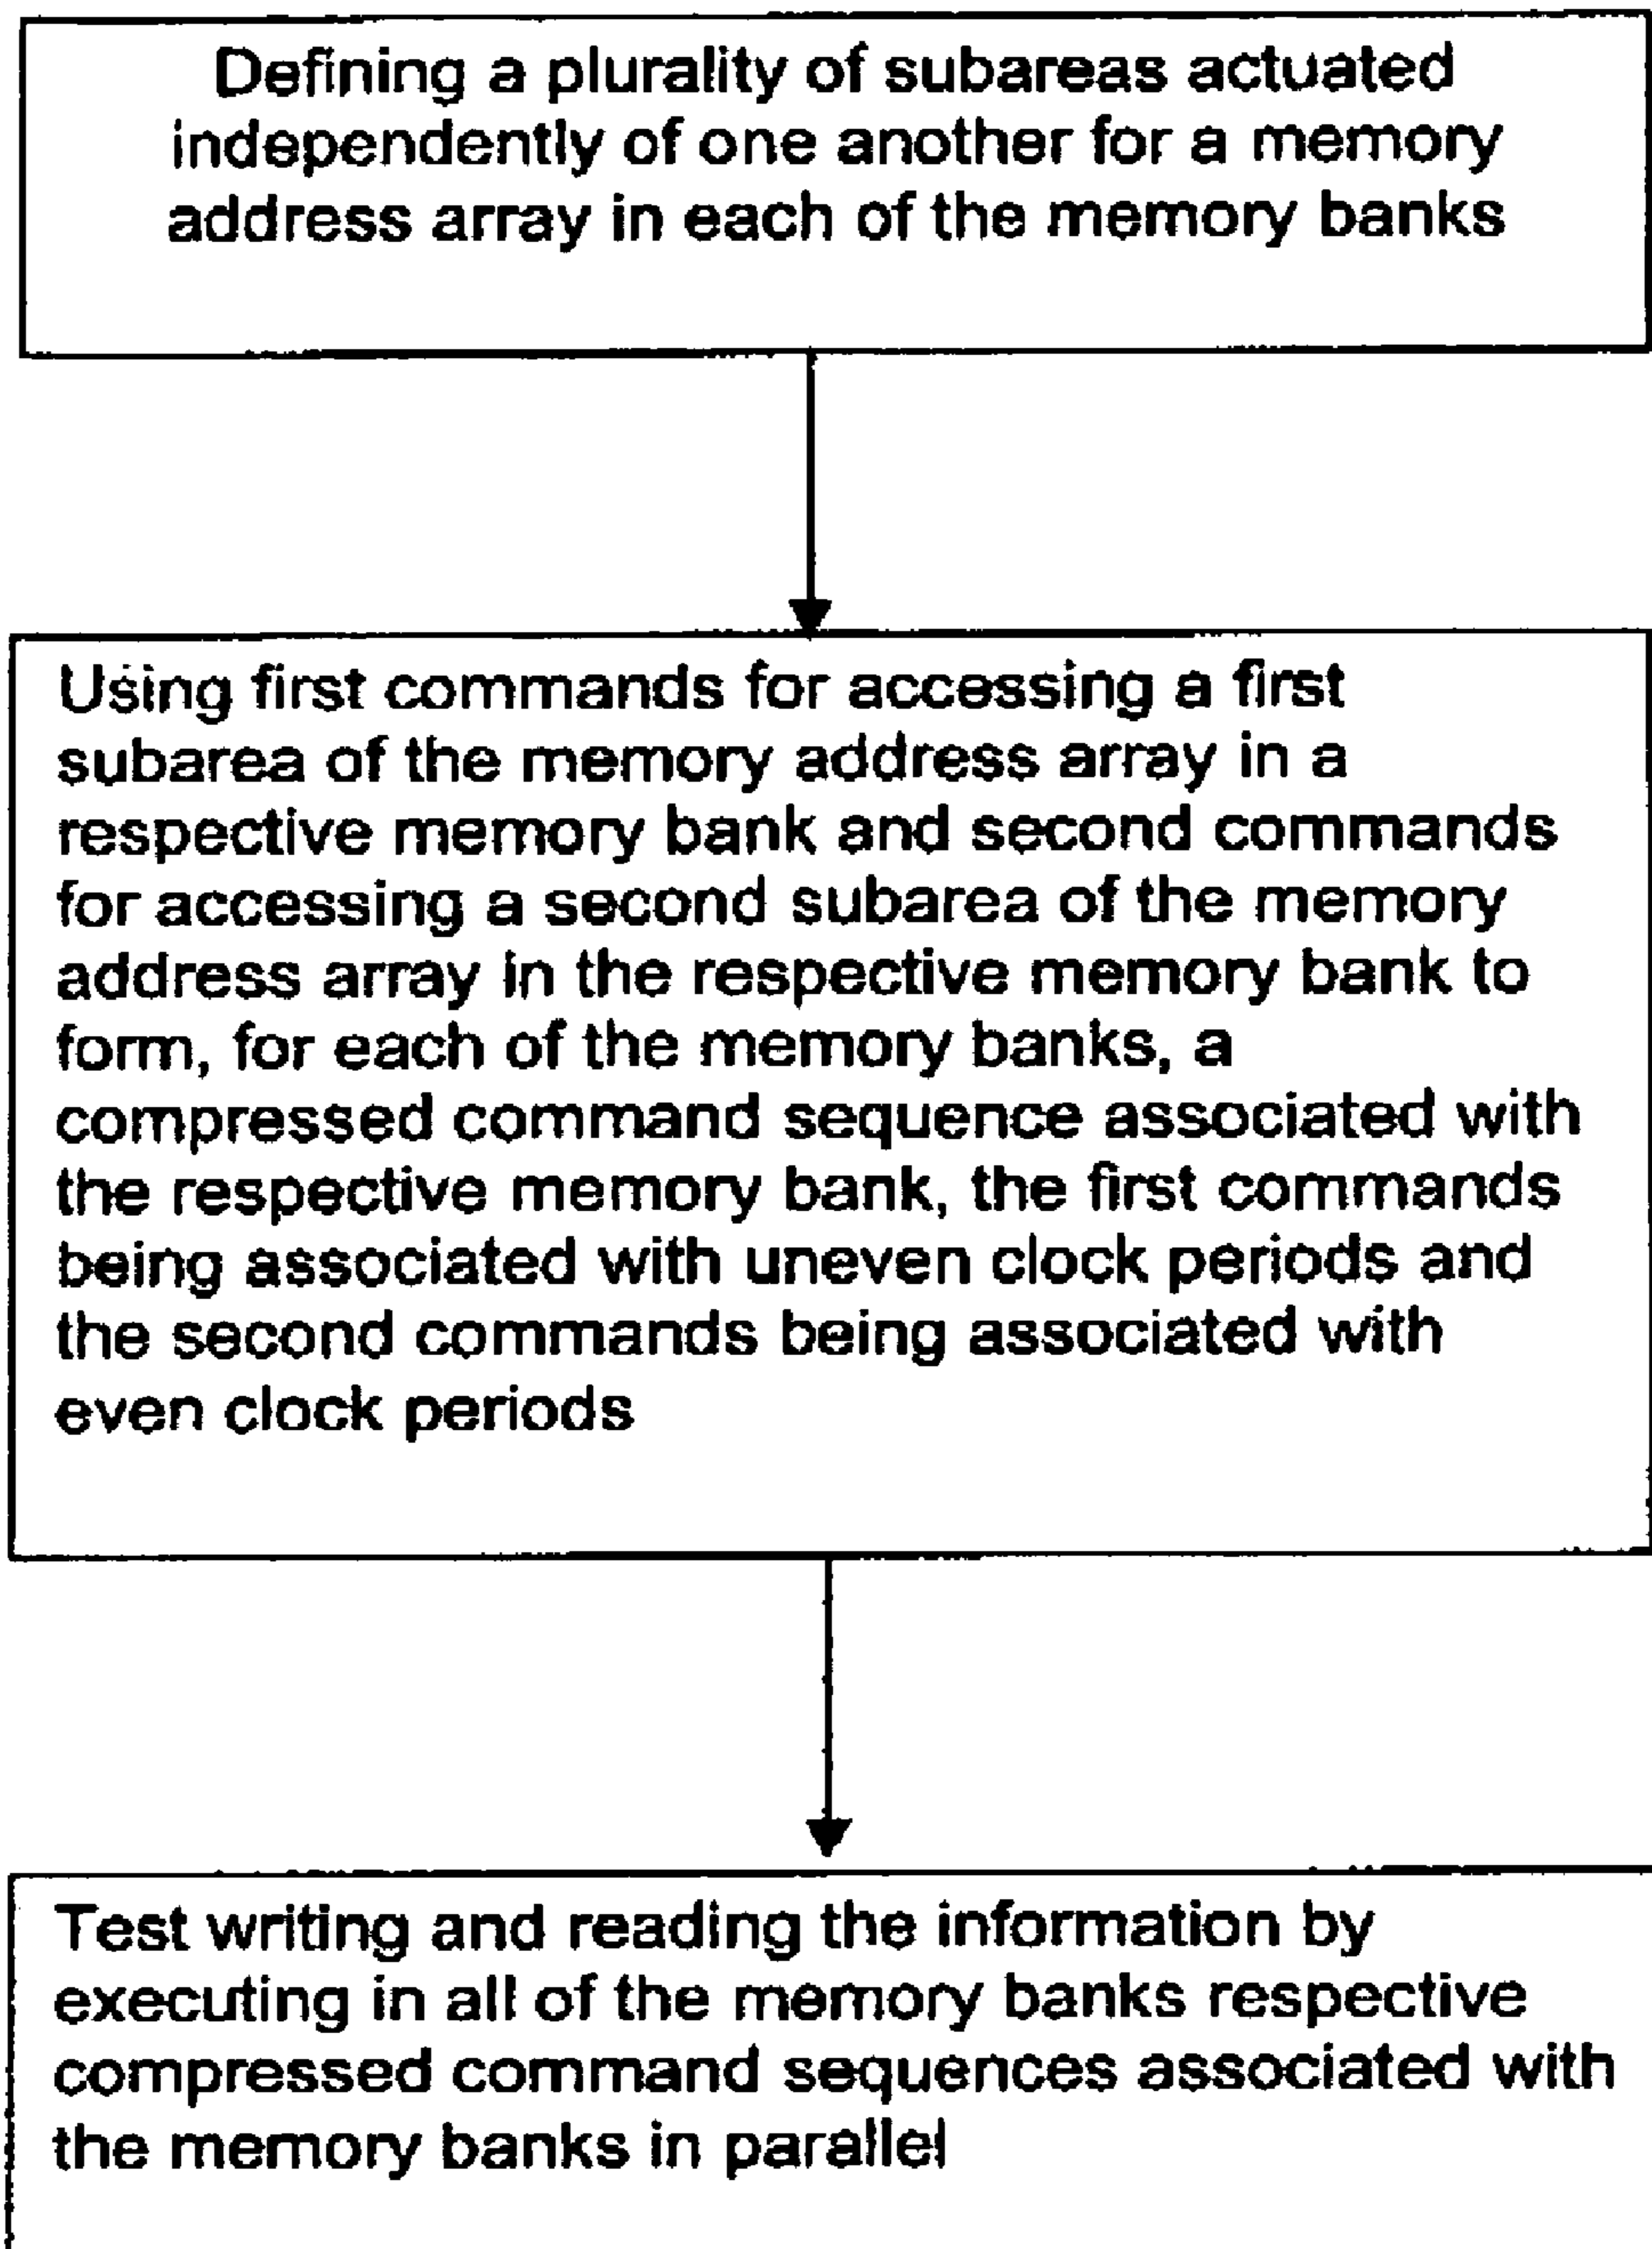 Defining a plurality of subareas actuated
independently of one another for a memory
address array in each of the memory banks
Using first commands for accessing a first
subarea of the memory address array in a
respective memory bank and second commands
for accessing a second subarea of the memory
address array in the respective memory bank to
form, for each of the memory banks, a
compressed command sequence associated with
the respective memory bank, the first commands
being associated with uneven clock periods and
the second commands being associated with
even clock periods
Test writing and reading the information by
executing in all of the memory banks respective
compressed command sequences associated with
the memory banks in parallel